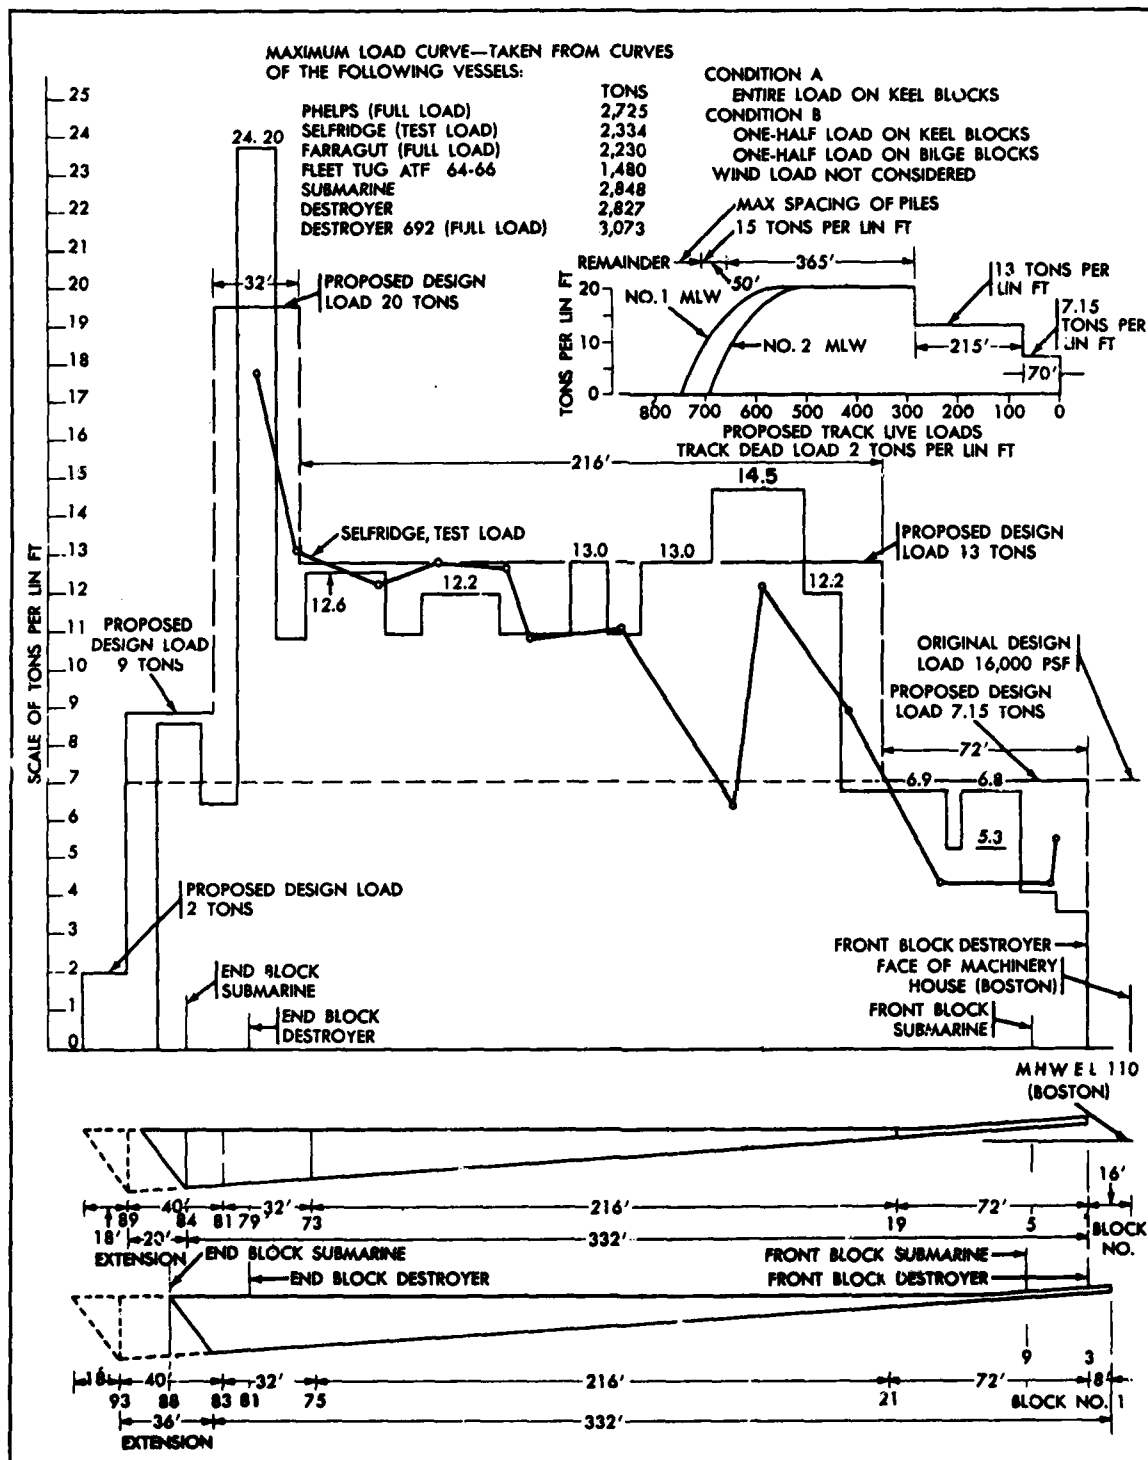 MAXIMUM LOAD CURVE—TAKEN FROM CURVES
OF THE FOLLOWING VESSELS:
TONS
PHELPS (FULL LOAD) 2,725
SELFRIDGE (TEST LOAD) 2,334
FARRAGUT (FULL LOAD) 2,230
FLEET TUG ATF 64-66 1,480
SUBMARINE 2,848
DESTROYER 2,827
DESTROYER 692 (FULL LOAD) 3,073
CONDITION A
ENTIRE LOAD ON KEEL BLOCKS
CONDITION B
ONE-HALF LOAD ON KEEL BLOCKS
ONE-HALF LOAD ON BILGE BLOCKS
WIND LOAD NOT CONSIDERED
MAX SPACING OF PILES
15 TONS PER LIN FT
REMAINDER
50'
365'
NO. 1 MLW
NO. 2 MLW
13 TONS PER
LIN FT
7.15
TONS PER
LIN FT
215'
70'
TONS PER LIN FT
20
10
0
800 700 600 500 400 300 200 100 0
PROPOSED TRACK LIVE LOADS
TRACK DEAD LOAD 2 TONS PER LIN FT
SCALE OF TONS PER LIN FT
25
24
23
22
21
20
19
18
17
16
15
14
13
12
11
10
9
8
7
6
5
4
3
2
1
0
24.20
32'
PROPOSED DESIGN
LOAD 20 TONS
216'
14.5
SELFRIDGE, TEST LOAD
13.0
13.0
PROPOSED DESIGN
LOAD 13 TONS
12.6
12.2
12.2
PROPOSED
DESIGN LOAD
9 TONS
ORIGINAL DESIGN
LOAD 16,000 PSF
PROPOSED DESIGN
LOAD 7.15 TONS
72'
6.9
6.8
5.3
PROPOSED DESIGN LOAD
2 TONS
END BLOCK
SUBMARINE
END BLOCK
DESTROYER
FRONT BLOCK DESTROYER
FACE OF MACHINERY
HOUSE (BOSTON)
FRONT BLOCK
SUBMARINE
MHW EL 110
(BOSTON)
40' 32' 216' 72' 16'
89 84 81 79 73 19 5 1 BLOCK
NO.
18' 20' 332'
EXTENSION
END BLOCK SUBMARINE
END BLOCK DESTROYER
FRONT BLOCK SUBMARINE
FRONT BLOCK DESTROYER
9 3
18' 40' 32' 216' 72' 8'
93 88 83 81 75 21 BLOCK NO. 1
36' 332'
EXTENSION